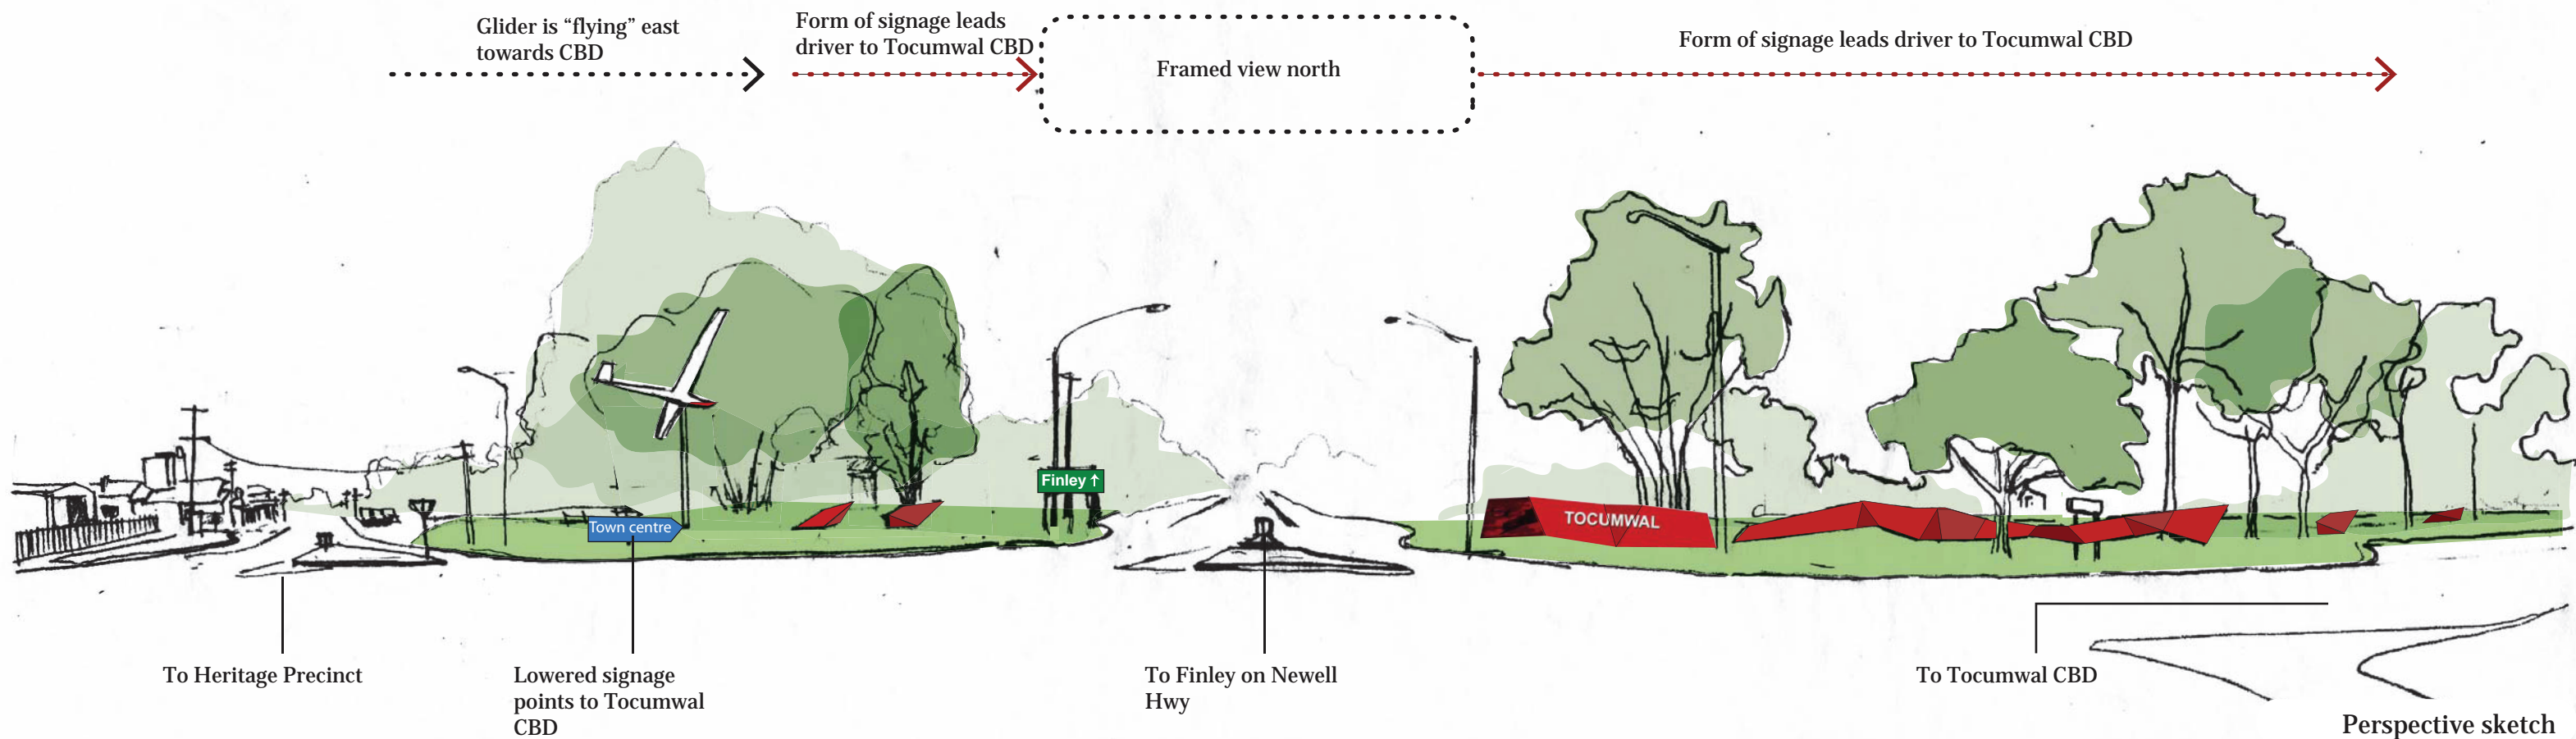 Glider is “flying” east
towards CBD
Form of signage leads
driver to Tocumwal CBD
Framed view north
Form of signage leads driver to Tocumwal CBD
Finley ↑
Town centre
TOCUMWAL
To Heritage Precinct
Lowered signage
points to Tocumwal
CBD
To Finley on Newell
Hwy
To Tocumwal CBD
Perspective sketch